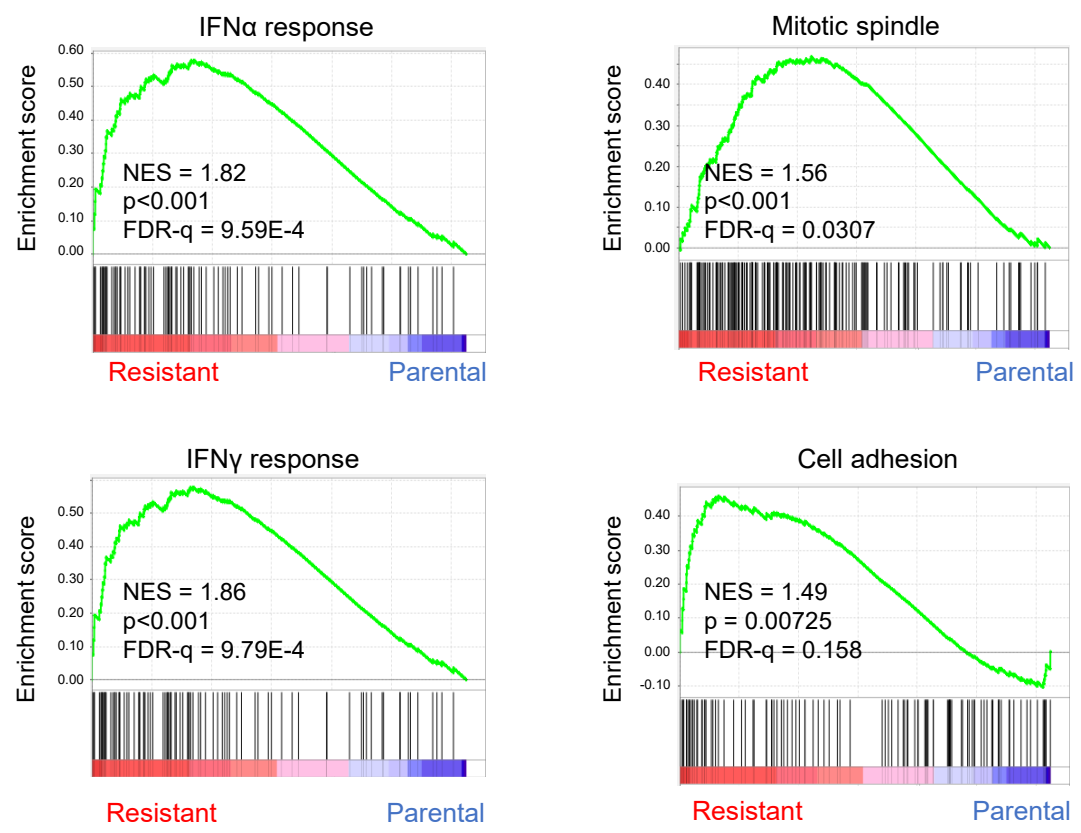 IFNα response
Enrichment score
0.60
0.50
0.40
0.30
0.20
0.10
0.00
NES = 1.82
p<0.001
FDR-q = 9.59E-4
Resistant
Parental
Mitotic spindle
Enrichment score
0.40
0.30
0.20
0.10
0.00
NES = 1.56
p<0.001
FDR-q = 0.0307
Resistant
Parental
IFNγ response
Enrichment score
0.50
0.40
0.30
0.20
0.10
0.00
NES = 1.86
p<0.001
FDR-q = 9.79E-4
Resistant
Parental
Cell adhesion
Enrichment score
0.40
0.30
0.20
0.10
0.00
-0.10
NES = 1.49
p = 0.00725
FDR-q = 0.158
Resistant
Parental